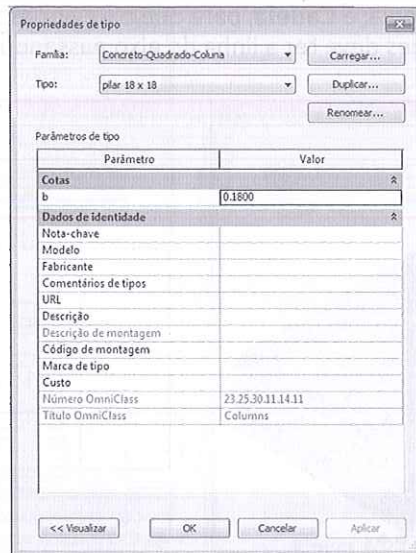 Propriedades de tipo
Família: Concreto-Quadrado-Coluna Carregar...
Tipo: pilar 18 x 18 Duplicar...
Renomear...
Parâmetros de tipo
Parâmetro Valor
Cotas
b 0.1800
Dados de identidade
Nota-chave
Modelo
Fabricante
Comentários de tipos
URL
Descrição
Descrição de montagem
Código de montagem
Marca de tipo
Custo
Número OmniClass 23.25.30.11.14.11
Título OmniClass Columns
<< Visualizar OK Cancelar Aplicar